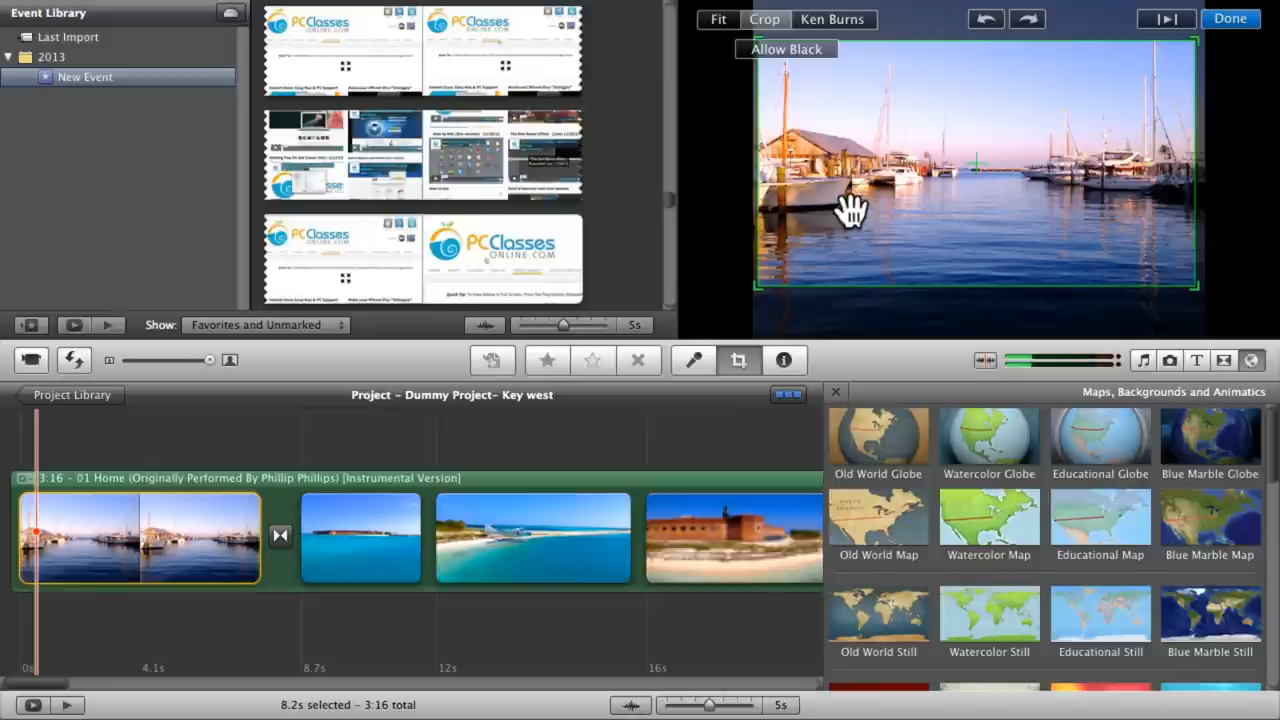 Event Library
Last Import
2013
New Event
PCClasses
ONLINE.COM
PCClasses
ONLINE.COM
PCClasses
ONLINE.COM
PCClasses
ONLINE.COM
Show: Favorites and Unmarked
5s
Fit Crop Ken Burns
Done
Allow Black
Project Library
Project - Dummy Project- Key west
3:16 - 01 Home (Originally Performed By Phillip Phillips) [Instrumental Version]
0s 4.1s 8.7s 12s 16s
Maps, Backgrounds and Animatics
Old World Globe Watercolor Globe Educational Globe Blue Marble Globe
Old World Map Watercolor Map Educational Map Blue Marble Map
Old World Still Watercolor Still Educational Still Blue Marble Still
8.2s selected - 3:16 total
5s